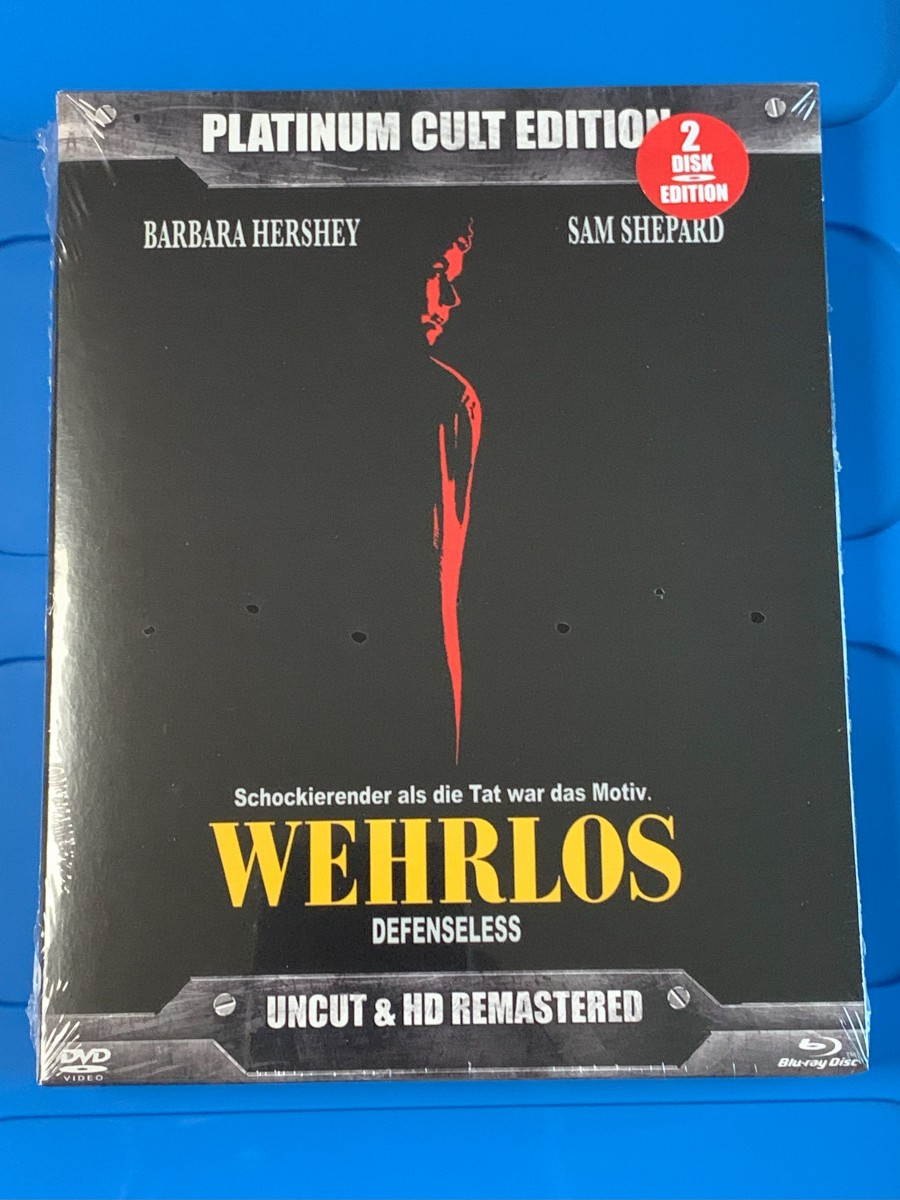 PLATINUM CULT EDITION
2
DISK
EDITION
BARBARA HERSHEY
SAM SHEPARD
Schockierender als die Tat war das Motiv.
WEHRLOS
DEFENSELESS
UNCUT & HD REMASTERED
DVD
VIDEO
Blu-ray Disc